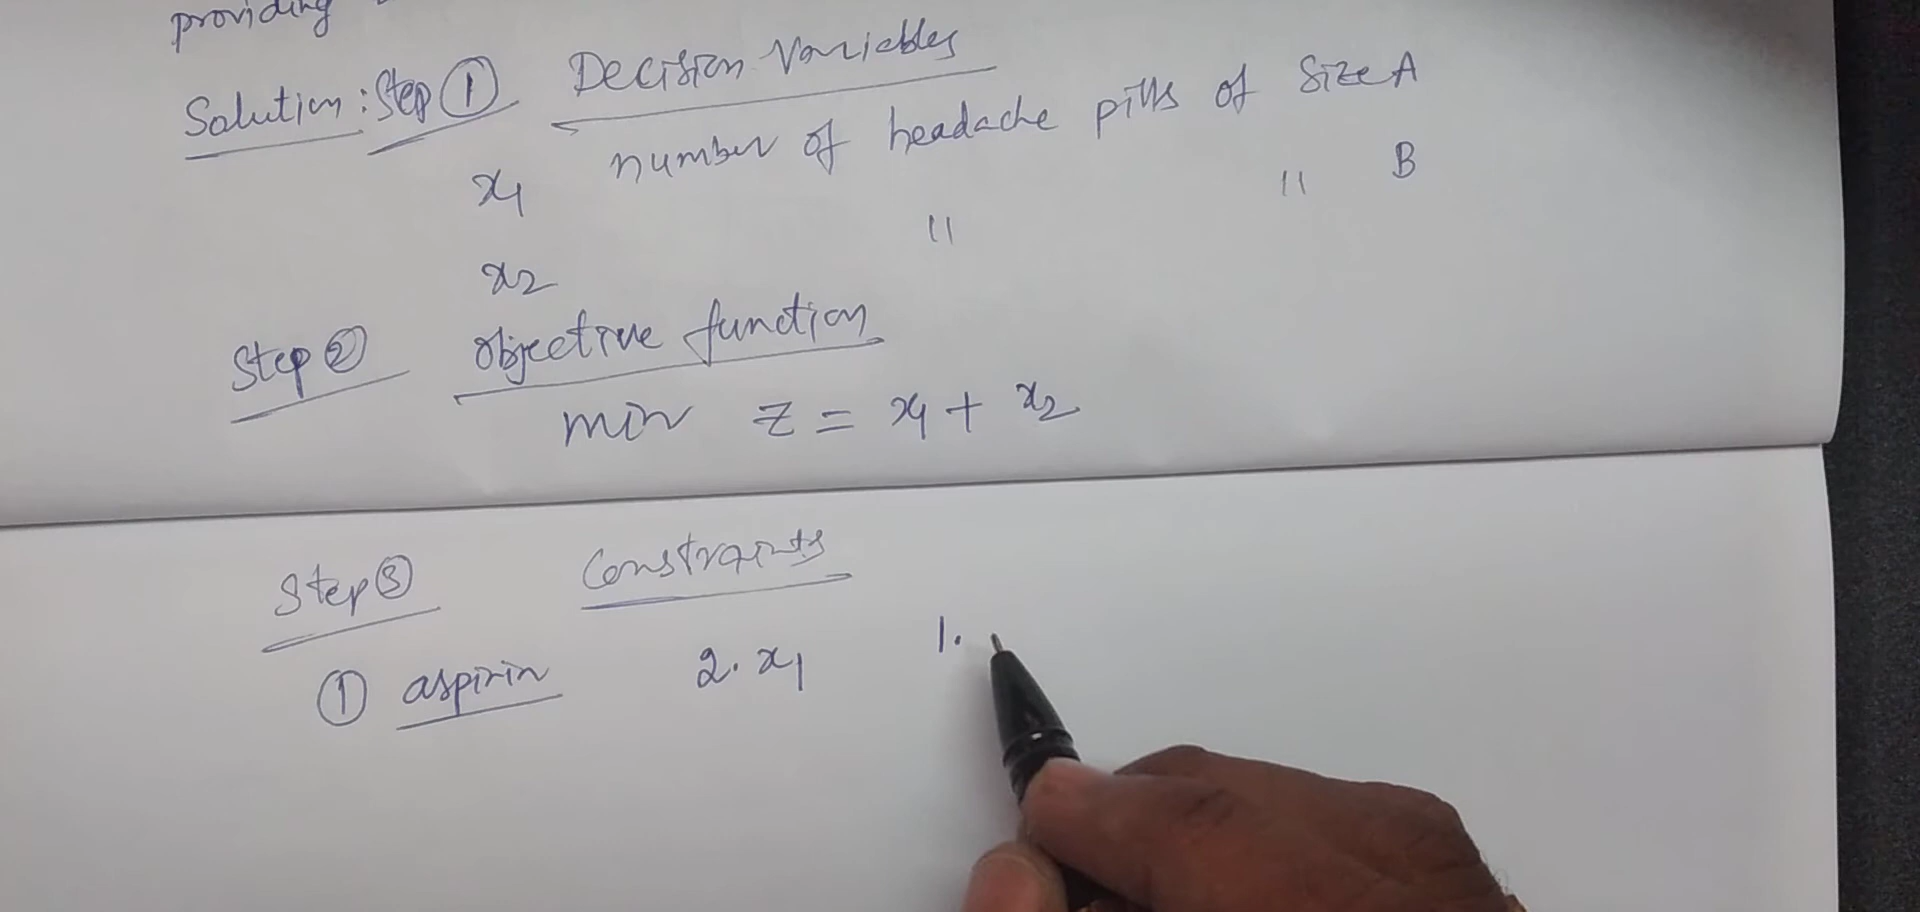 providing
Solution : Step ① Decision Variables
x1 number of headache pills of Size A
x2 " " B
Step ② Objective function
min Z = x1 + x2
Step ③ Constraints
① aspirin 2. x1 1.